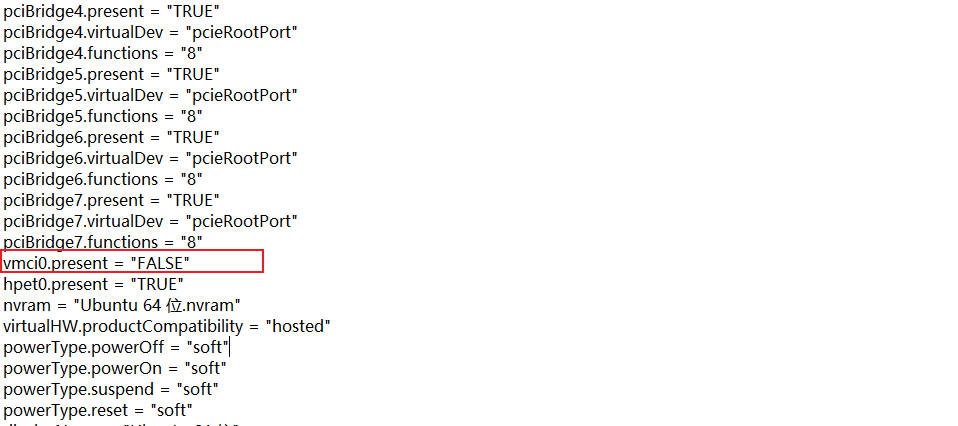 pciBridge4.present = "TRUE"
pciBridge4.virtualDev = "pcieRootPort"
pciBridge4.functions = "8"
pciBridge5.present = "TRUE"
pciBridge5.virtualDev = "pcieRootPort"
pciBridge5.functions = "8"
pciBridge6.present = "TRUE"
pciBridge6.virtualDev = "pcieRootPort"
pciBridge6.functions = "8"
pciBridge7.present = "TRUE"
pciBridge7.virtualDev = "pcieRootPort"
pciBridge7.functions = "8"
vmci0.present = "FALSE"
hpet0.present = "TRUE"
nvram = "Ubuntu 64 位.nvram"
virtualHW.productCompatibility = "hosted"
powerType.powerOff = "soft"
powerType.powerOn = "soft"
powerType.suspend = "soft"
powerType.reset = "soft"